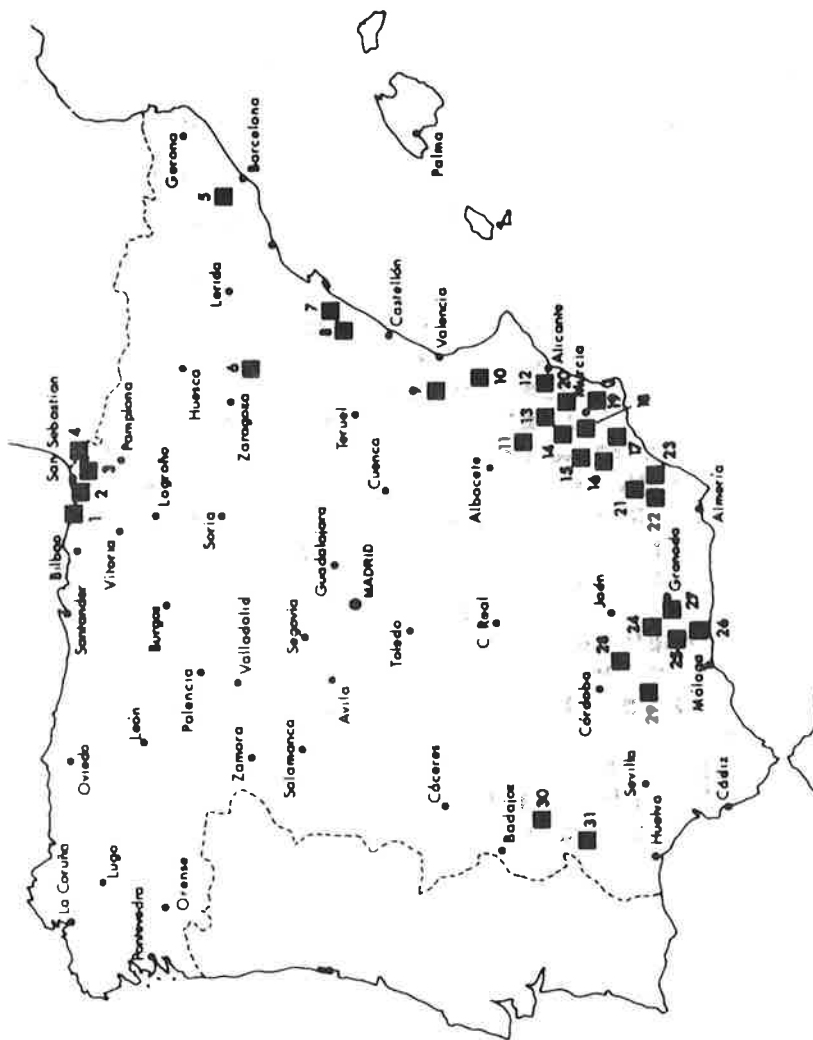 La Coruña
Lugo
Pontevedra
Orense
Oviedo
León
Santander
Bilbao
San Sebastian
Vitoria
Pamplona
Logroño
Burgos
Palencia
Valladolid
Zamora
Salamanca
Avila
Segovia
Soria
Huesca
Zaragoza
Lerida
Gerona
Barcelona
Guadalajara
MADRID
Toledo
Cuenca
Teruel
Castellón
Valencia
Palma
Cáceres
Badajoz
C Real
Albacete
Alicante
Murcia
Jaén
Córdoba
Sevilla
Huelva
Cádiz
Málaga
Granada
Almería
1
2
3
4
5
6
7
8
9
10
11
12
13
14
15
16
17
18
19
20
21
22
23
24
25
26
27
28
29
30
31